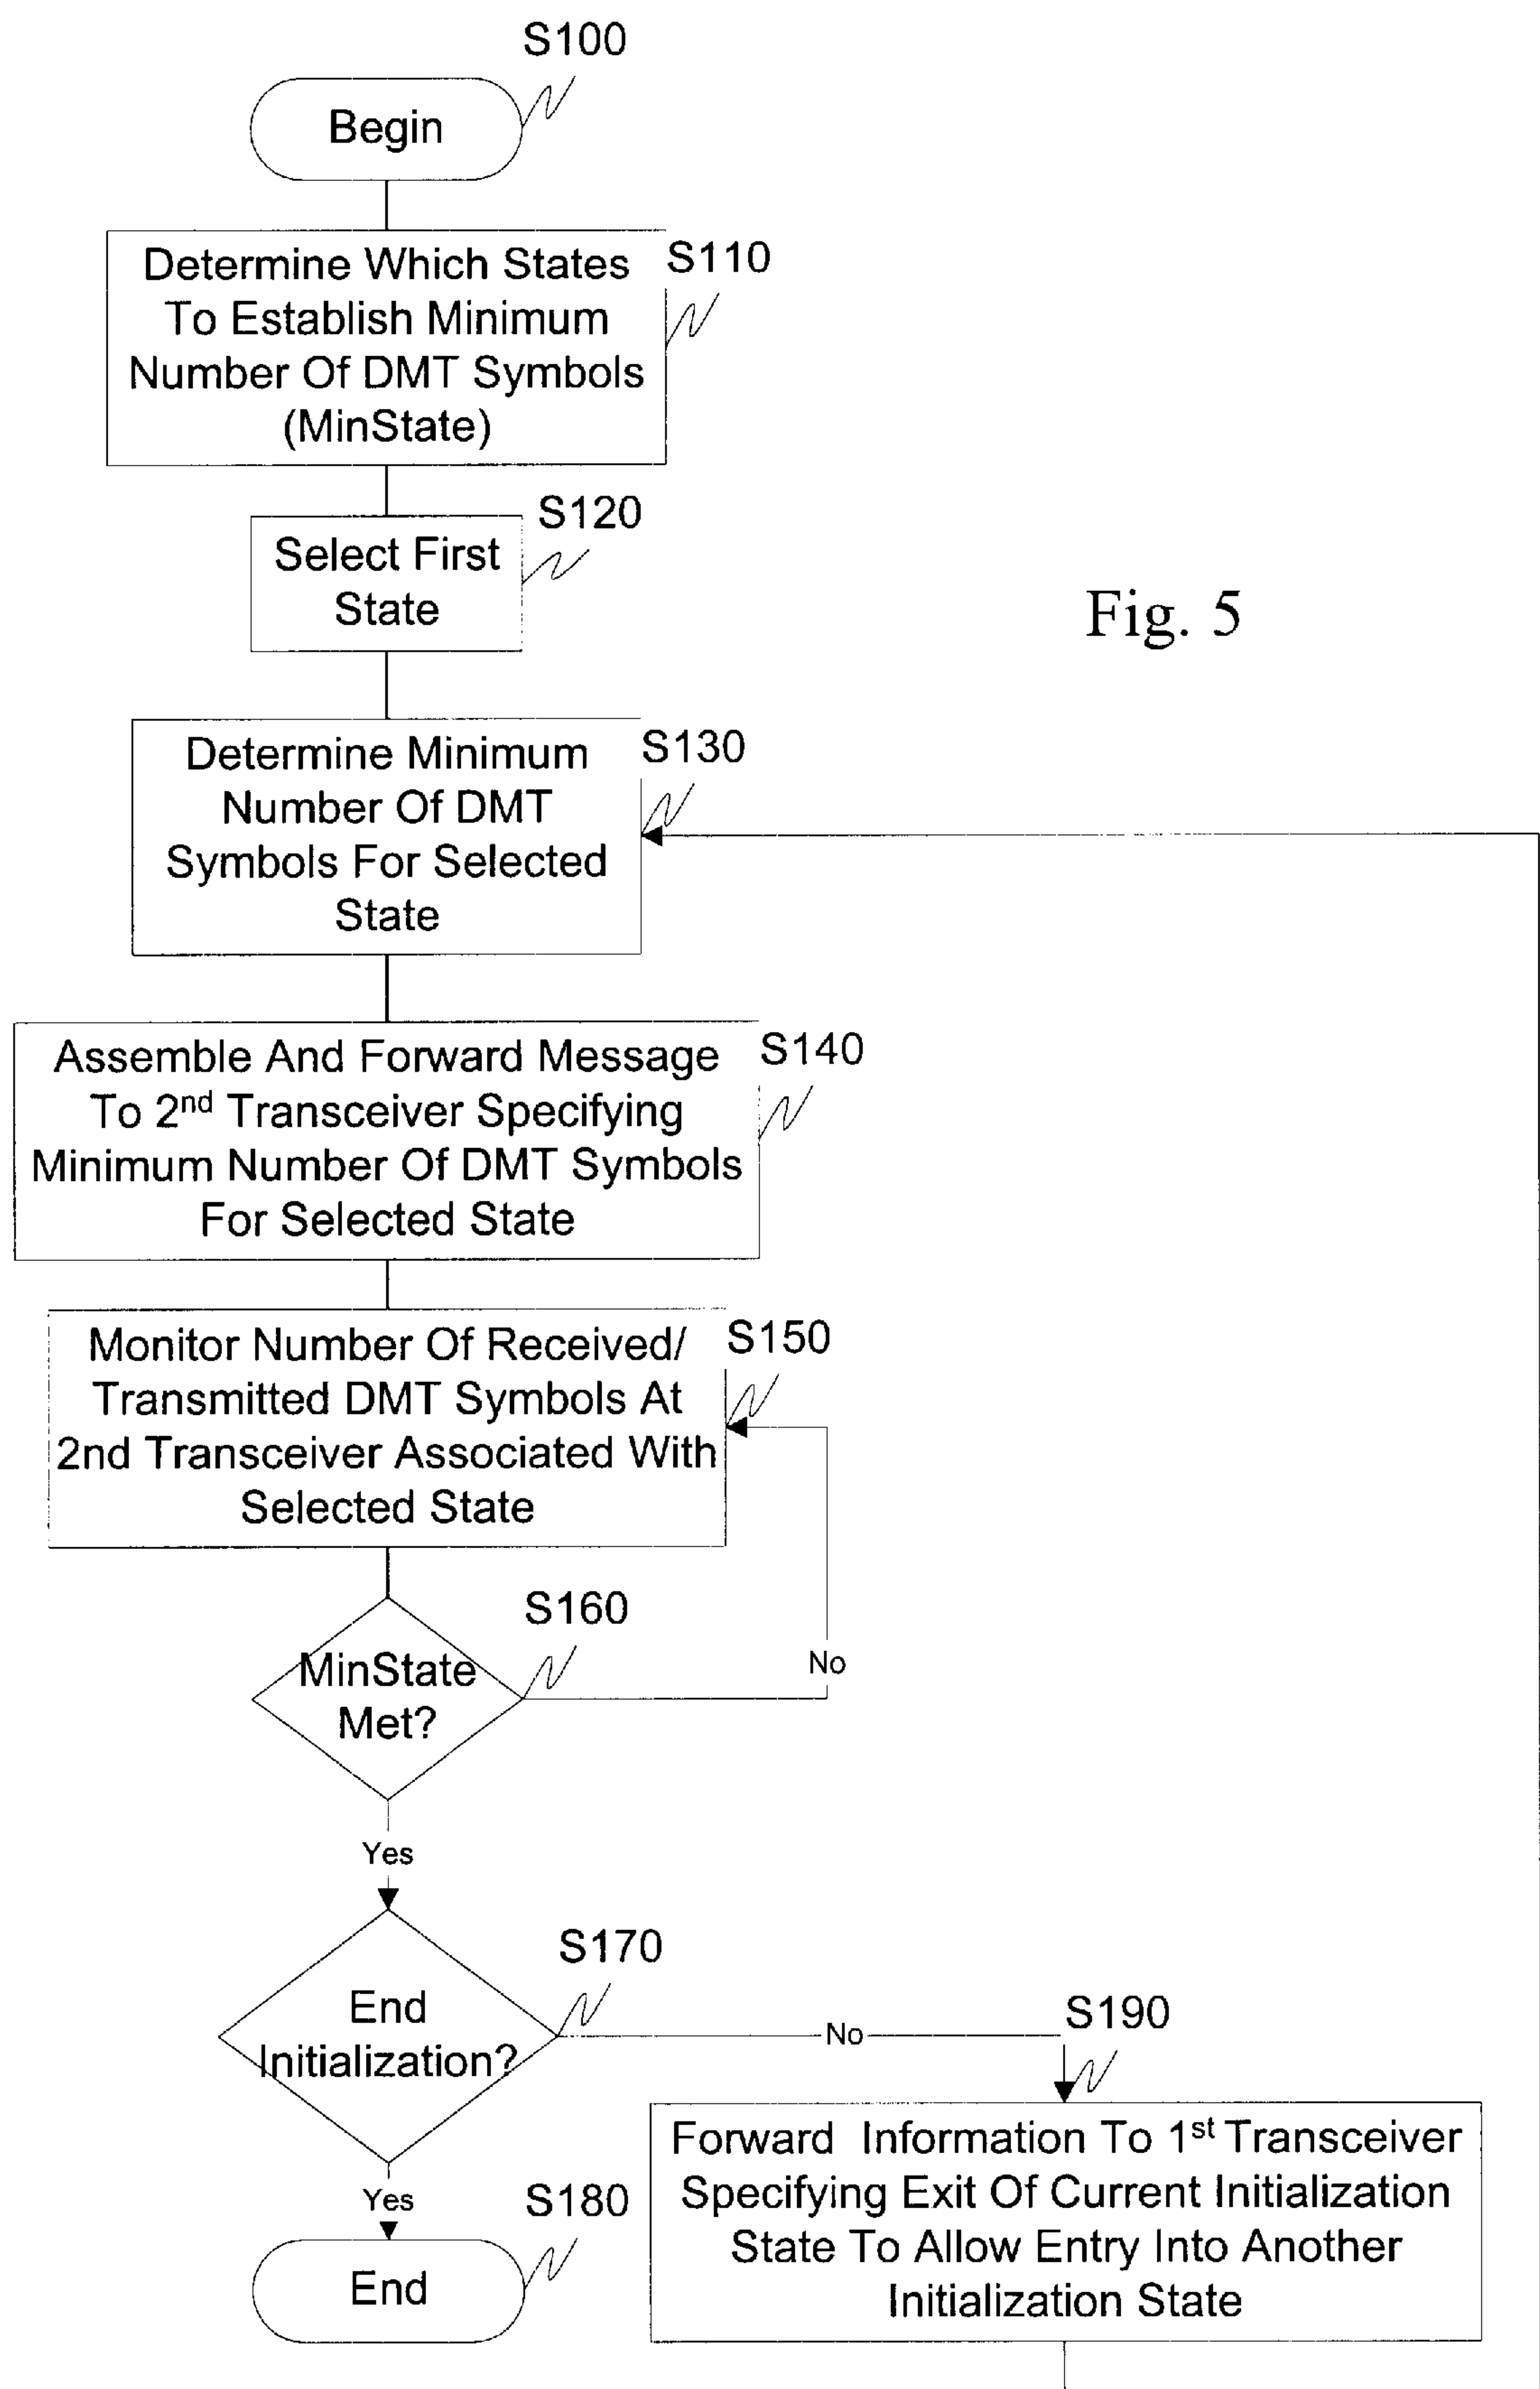 S100
Begin
Determine Which States
To Establish Minimum
Number Of DMT Symbols
(MinState)
S110
S120
Select First
State
Fig. 5
Determine Minimum
Number Of DMT
Symbols For Selected
State
S130
Assemble And Forward Message
To 2nd Transceiver Specifying
Minimum Number Of DMT Symbols
For Selected State
S140
Monitor Number Of Received/
Transmitted DMT Symbols At
2nd Transceiver Associated With
Selected State
S150
S160
MinState
Met?
No
Yes
S170
End
Initialization?
No
S190
Forward Information To 1st Transceiver
Specifying Exit Of Current Initialization
State To Allow Entry Into Another
Initialization State
Yes
S180
End